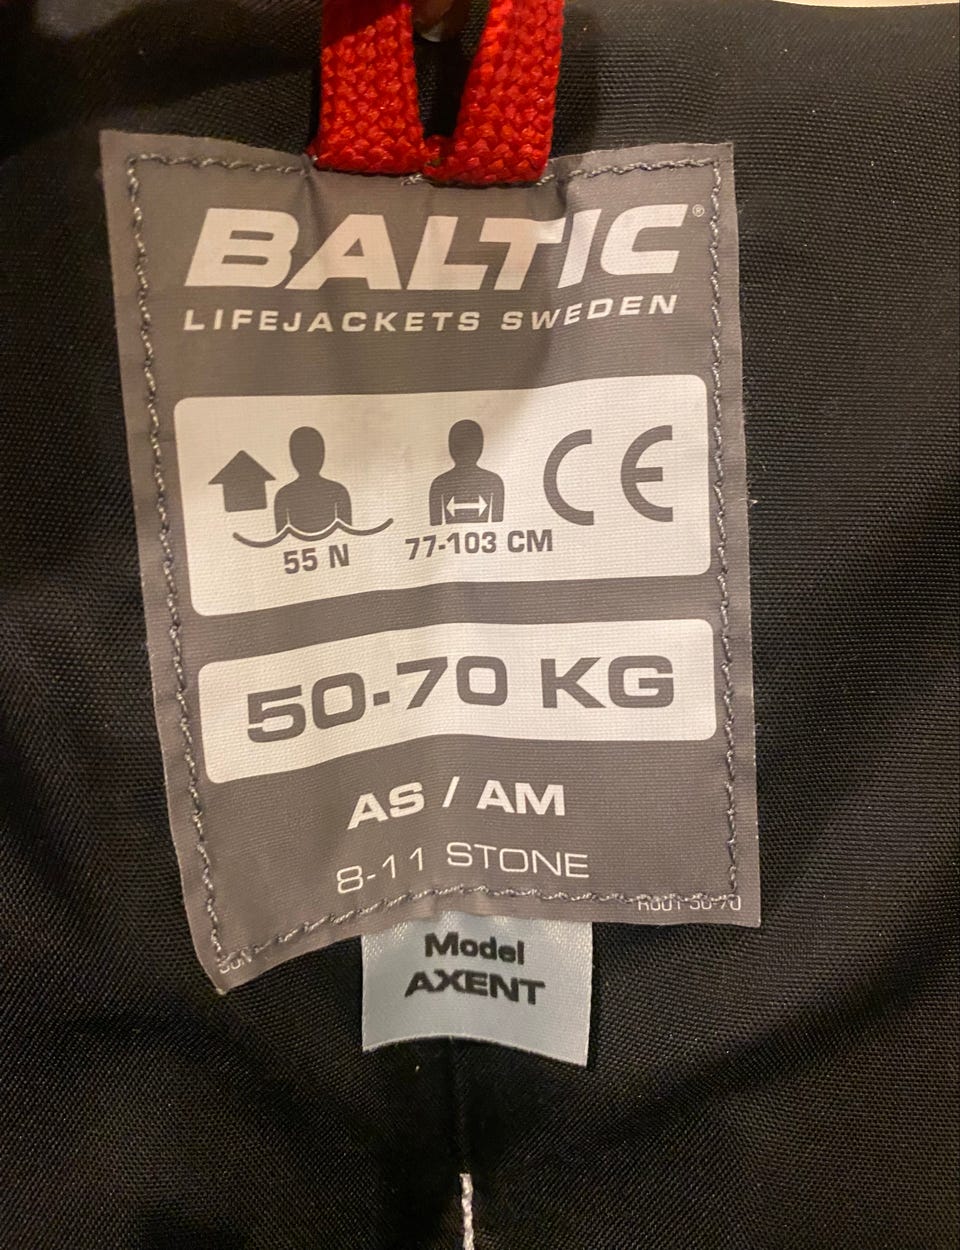 BALTIC®
LIFEJACKETS SWEDEN
55 N
77-103 CM
CE
50-70 KG
AS / AM
8-11 STONE
Model
AXENT